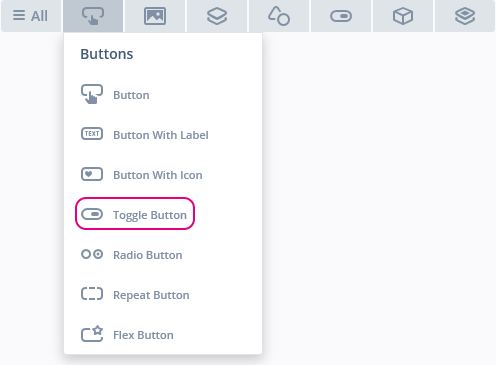 All
Buttons
Button
TEXT Button With Label
Button With Icon
Toggle Button
Radio Button
Repeat Button
Flex Button